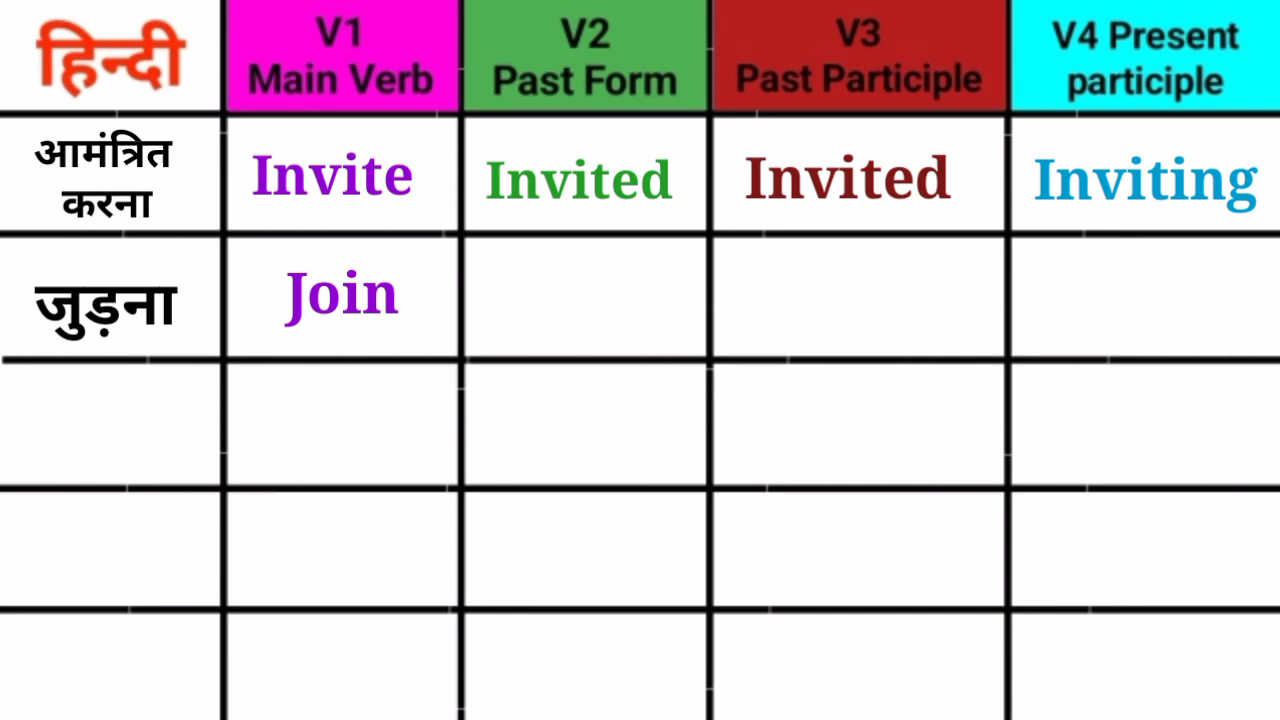 हिन्दी
V1
Main Verb
V2
Past Form
V3
Past Participle
V4 Present
participle
आमंत्रित
करना
Invite
Invited
Invited
Inviting
जुड़ना
Join